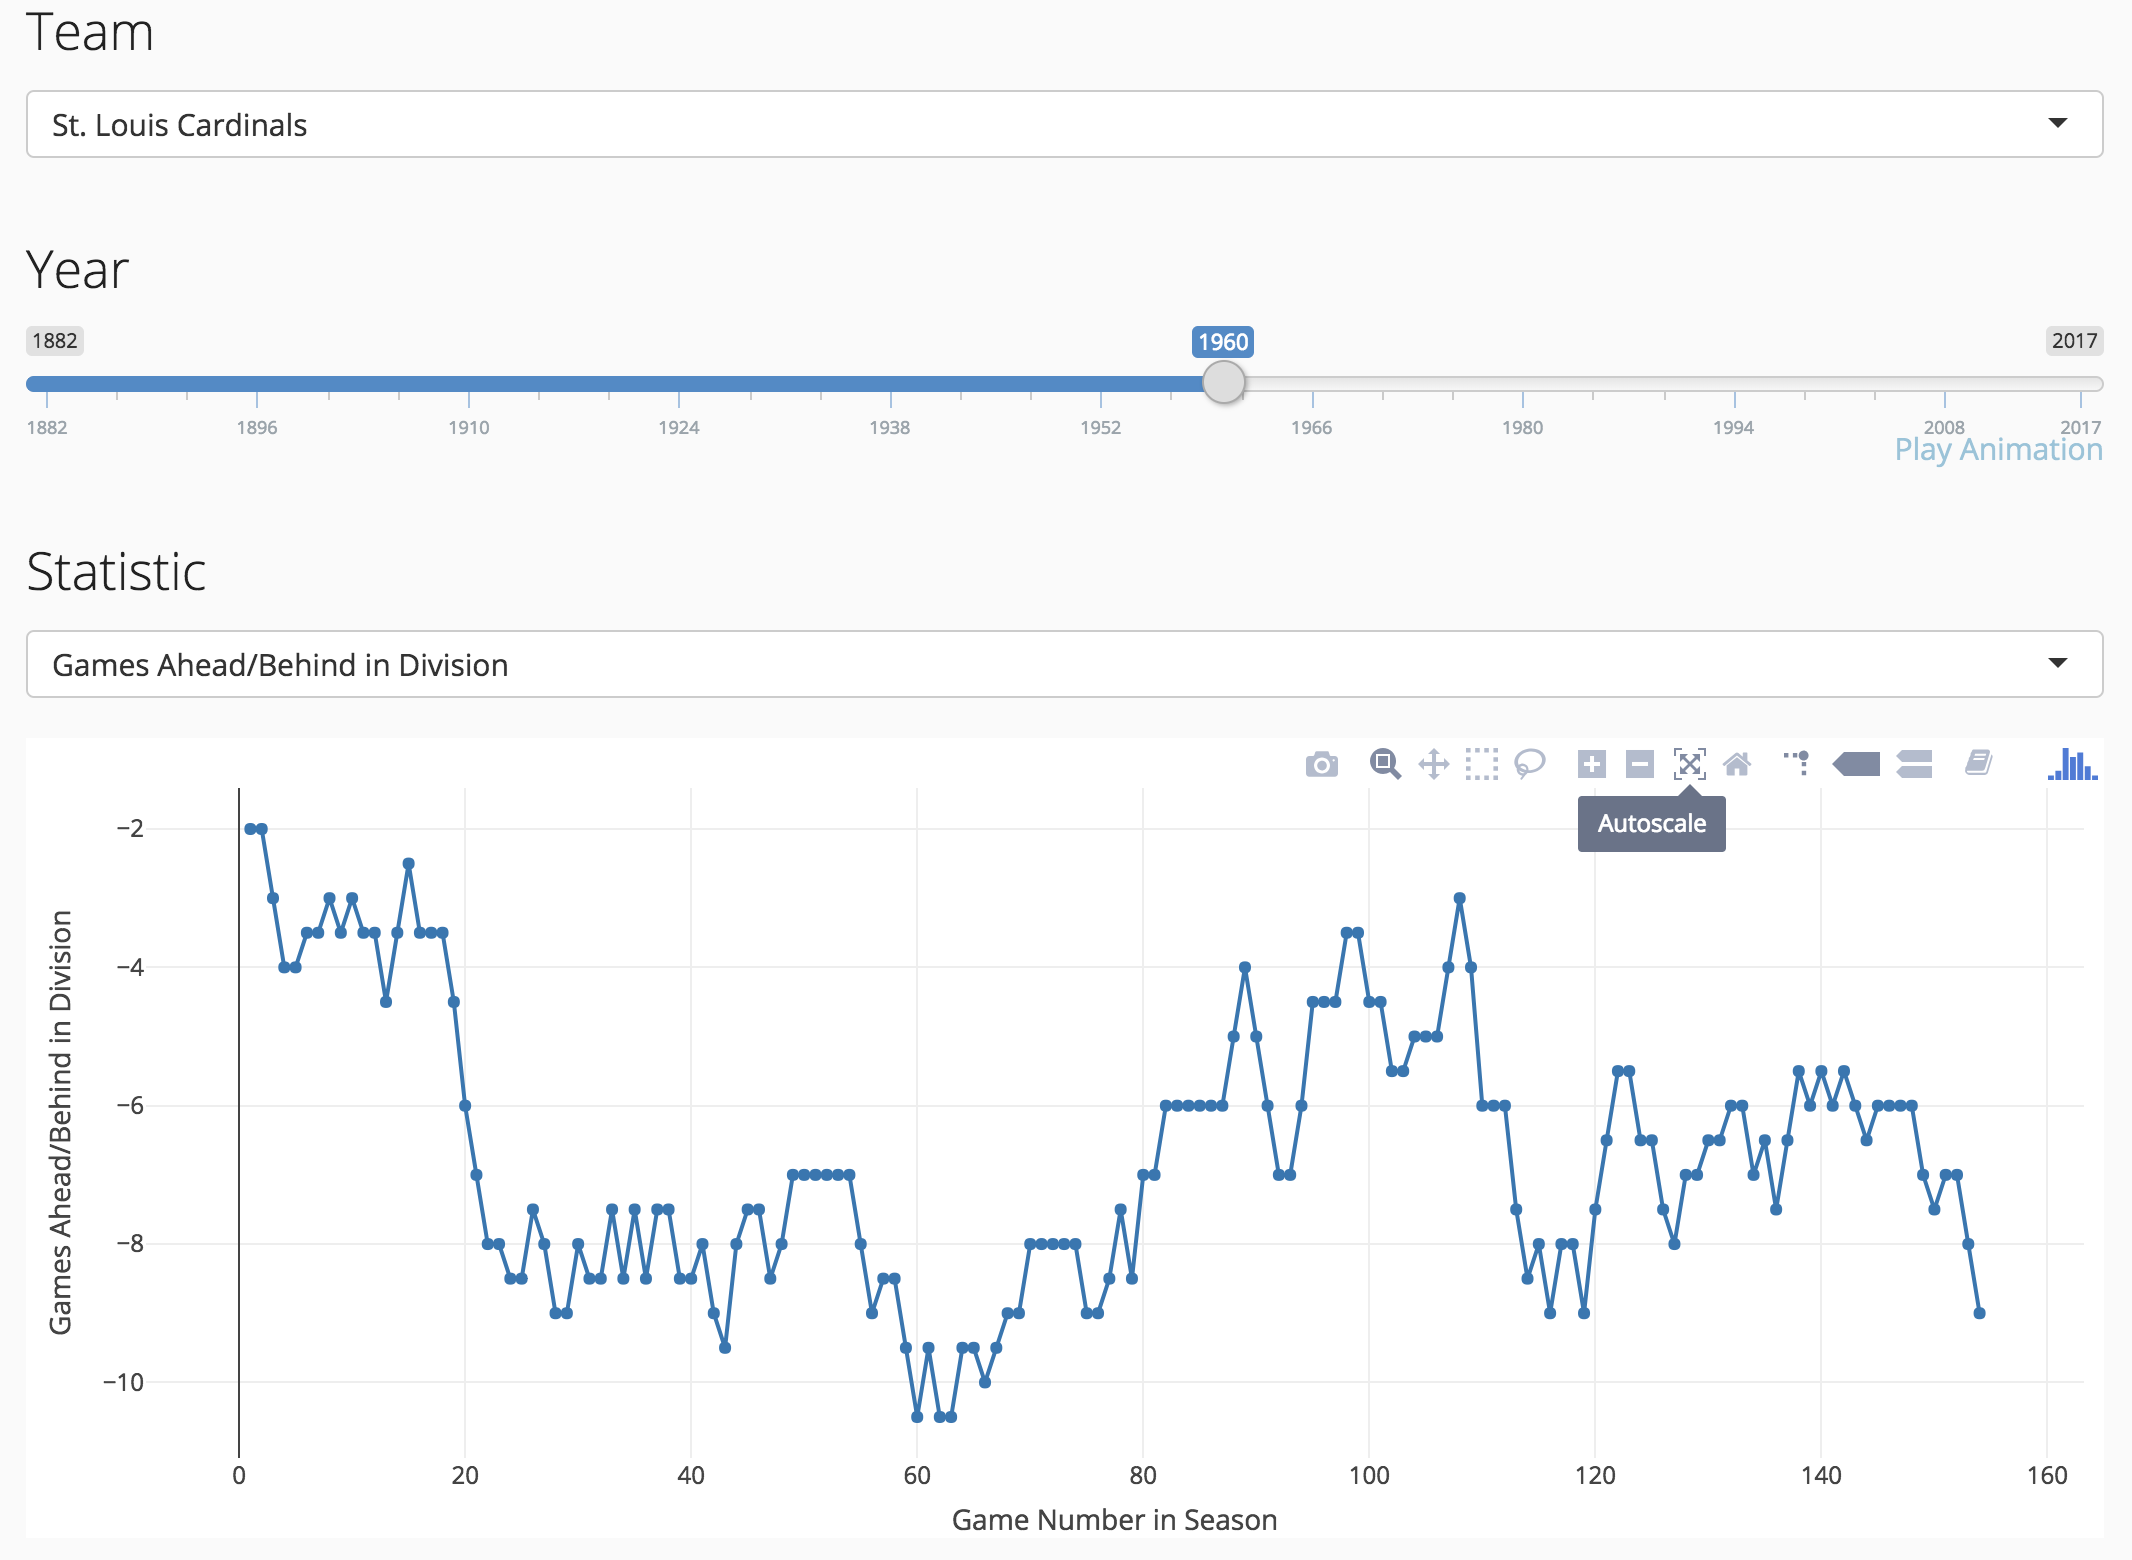 Team
St. Louis Cardinals
Year
1882 1960 2017
1882 1896 1910 1924 1938 1952 1966 1980 1994 2008 2017
Play Animation
Statistic
Games Ahead/Behind in Division
Autoscale
−2
−4
−6
−8
−10
Games Ahead/Behind in Division
0 20 40 60 80 100 120 140 160
Game Number in Season